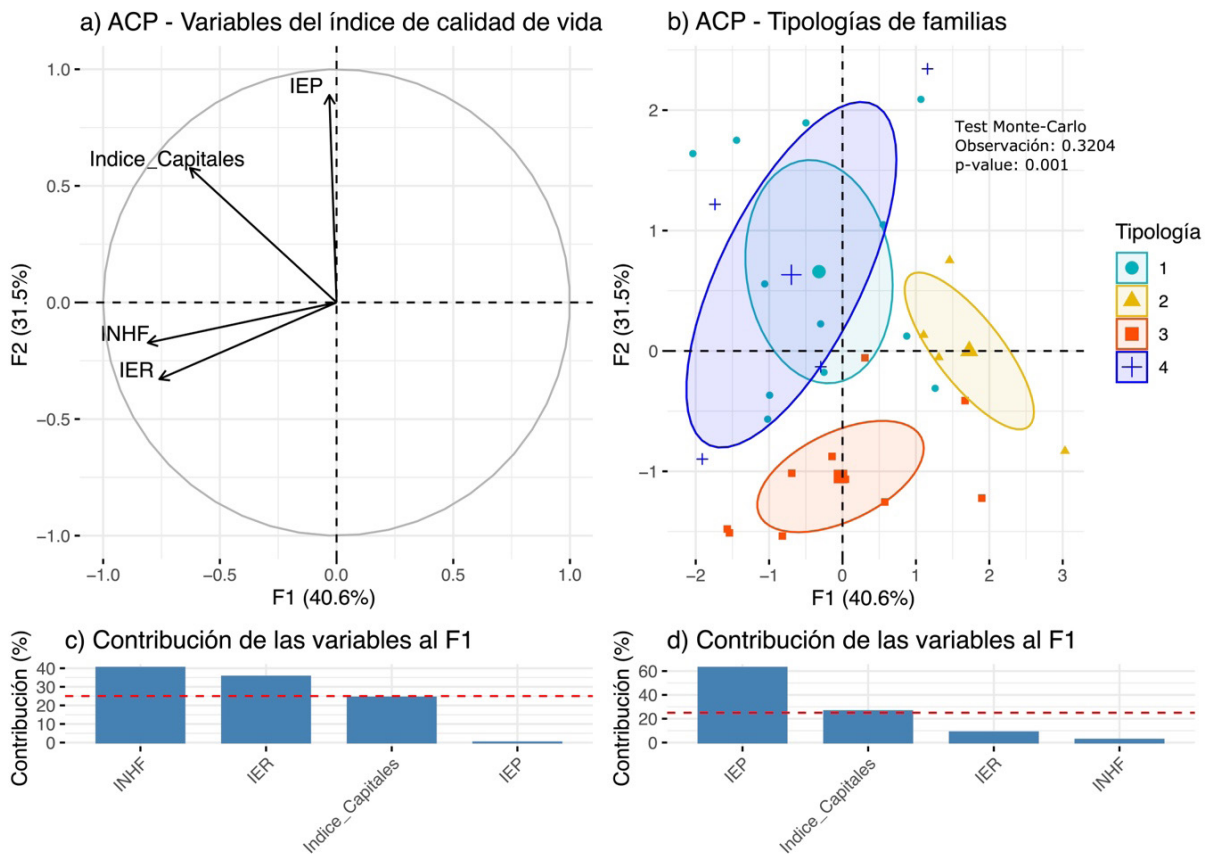 a) ACP - Variables del índice de calidad de vida
1.0
0.5
0.0
−0.5
−1.0
F2 (31.5%)
IEP
Indice_Capitales
INHF
IER
−1.0
−0.5
0.0
0.5
1.0
F1 (40.6%)
b) ACP - Tipologías de familias
2
1
0
−1
F2 (31.5%)
Test Monte-Carlo
Observación: 0.3204
p-value: 0.001
−2
−1
0
1
2
3
F1 (40.6%)
Tipología
1
2
3
4
c) Contribución de las variables al F1
Contribución (%)
40
30
20
10
0
INHF
IER
Indice_Capitales
IEP
d) Contribución de las variables al F1
Contribución (%)
60
40
20
0
IEP
Indice_Capitales
IER
INHF